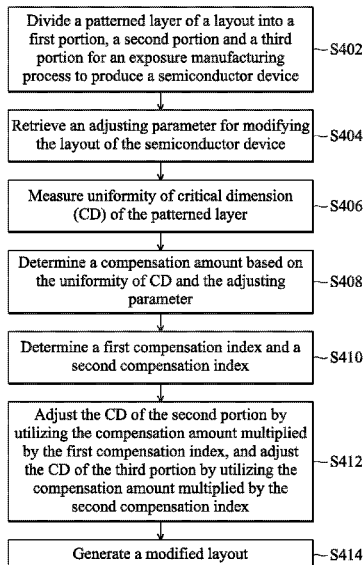 Divide a patterned layer of a layout into a
first portion, a second portion and a third
portion for an exposure manufacturing
process to produce a semiconductor device
S402
Retrieve an adjusting parameter for modifying
the layout of the semiconductor device
S404
Measure uniformity of critical dimension
(CD) of the patterned layer
S406
Determine a compensation amount based on
the uniformity of CD and the adjusting
parameter
S408
Determine a first compensation index and a
second compensation index
S410
Adjust the CD of the second portion by
utilizing the compensation amount multiplied
by the first compensation index, and adjust
the CD of the third portion by utilizing the
compensation amount multiplied by the
second compensation index
S412
Generate a modified layout
S414